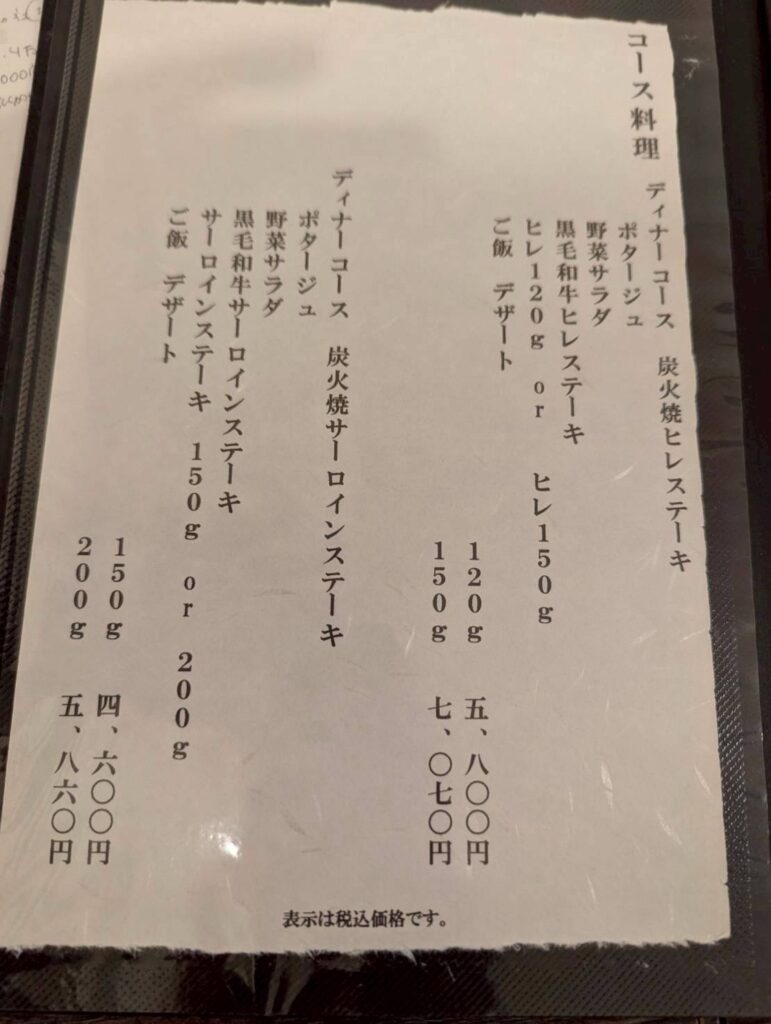 コース料理
ディナーコース 炭火焼ヒレステーキ
ポタージュ
野菜サラダ
黒毛和牛ヒレステーキ
ヒレ120g or ヒレ150g
ご飯 デザート
120g 五、八〇〇円
150g 七、〇七〇円
ディナーコース 炭火焼サーロインステーキ
ポタージュ
野菜サラダ
黒毛和牛サーロインステーキ
サーロインステーキ 150g or 200g
ご飯 デザート
150g 四、六〇〇円
200g 五、八六〇円
表示は税込価格です。